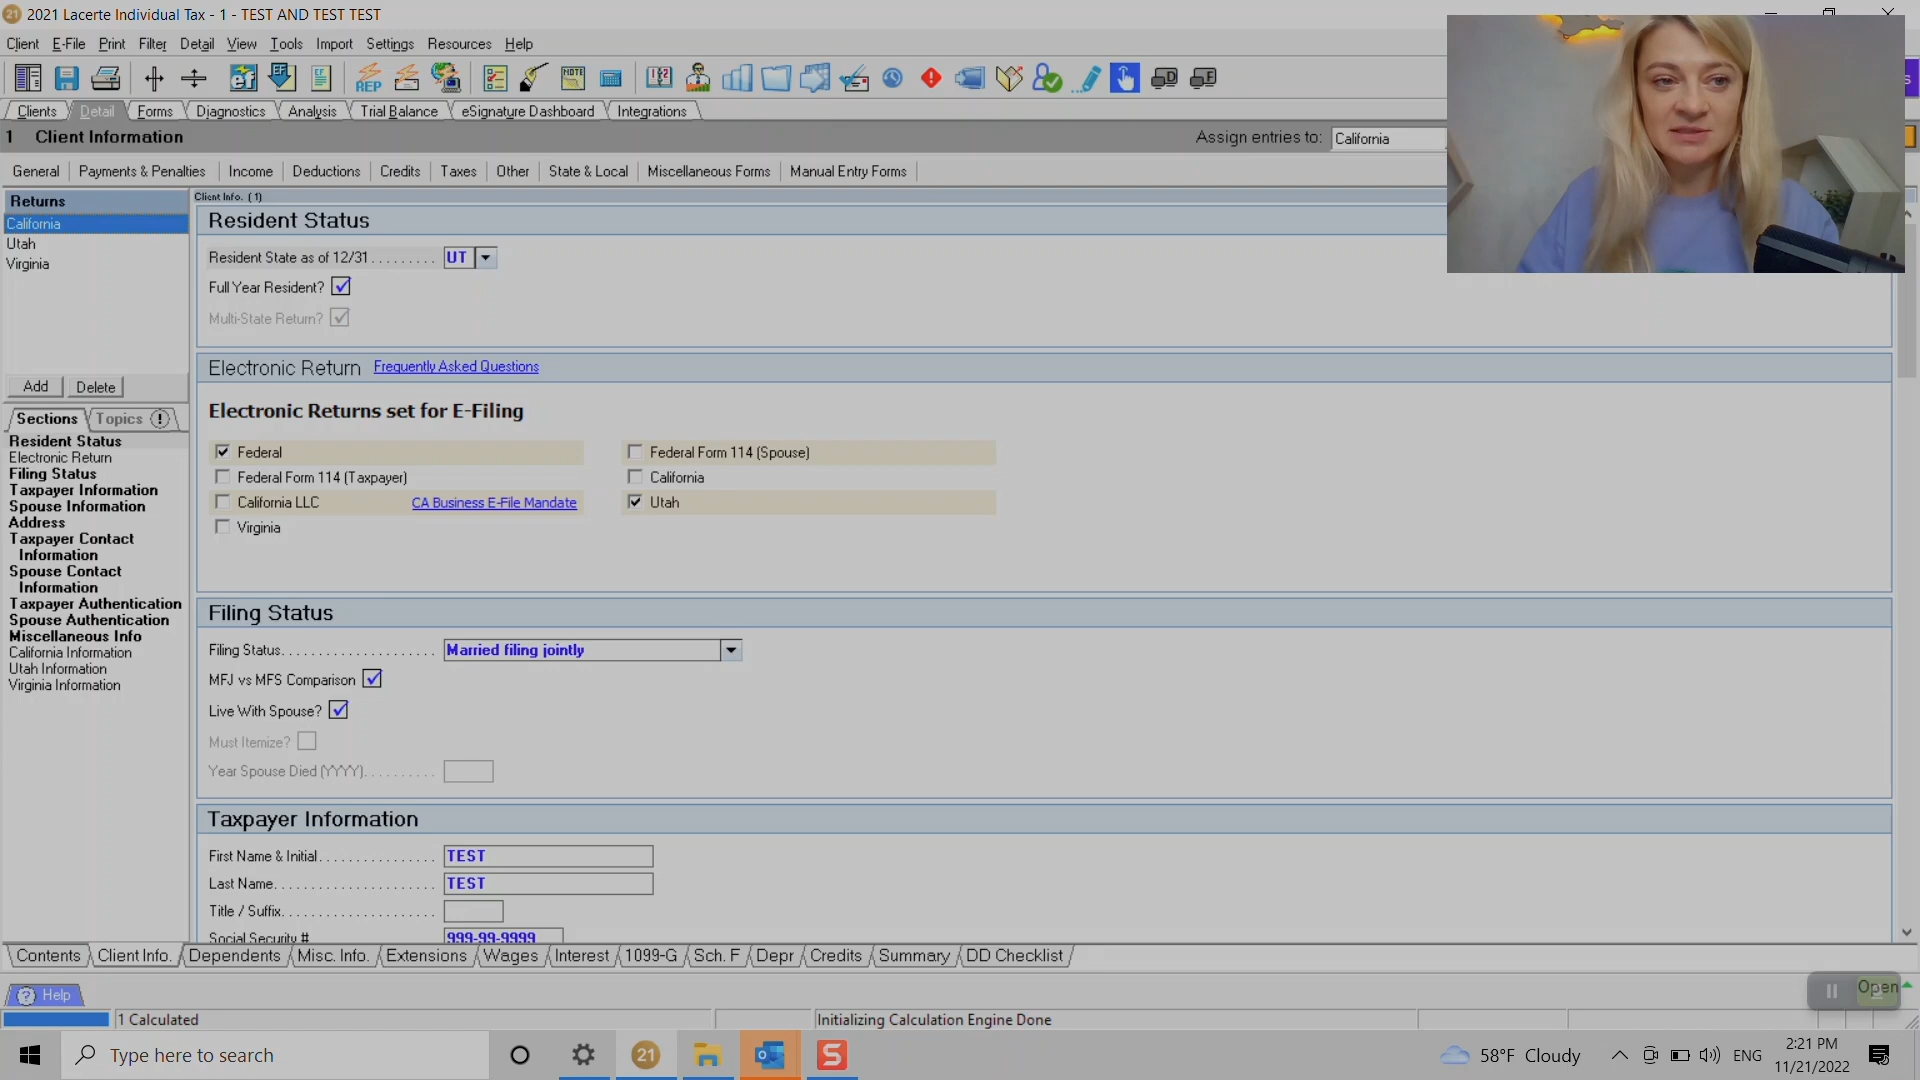 2021 Lacerte Individual Tax - 1 - TEST AND TEST TEST
Client E-File Print Filter Detail View Tools Import Settings Resources Help
Clients Detail Forms Diagnostics Analysis Trial Balance eSignature Dashboard Integrations
1 Client Information
Assign entries to: California
General Payments & Penalties Income Deductions Credits Taxes Other State & Local Miscellaneous Forms Manual Entry Forms
Returns
California
Utah
Virginia
Add Delete
Sections Topics
Resident Status
Electronic Return
Filing Status
Taxpayer Information
Spouse Information
Address
Taxpayer Contact
Information
Spouse Contact
Information
Taxpayer Authentication
Spouse Authentication
Miscellaneous Info
California Information
Utah Information
Virginia Information
Client Info. (1)
Resident Status
Resident State as of 12/31......... UT
Full Year Resident?
Multi-State Return?
Electronic Return Frequently Asked Questions
Electronic Returns set for E-Filing
Federal
Federal Form 114 (Spouse)
Federal Form 114 (Taxpayer)
California
California LLC CA Business E-File Mandate
Utah
Virginia
Filing Status
Filing Status.................... Married filing jointly
MFJ vs MFS Comparison
Live With Spouse?
Must Itemize?
Year Spouse Died (YYYY)..........
Taxpayer Information
First Name & Initial................ TEST
Last Name..................... TEST
Title / Suffix....................
Social Security # 999-99-9999
Contents Client Info. Dependents Misc. Info. Extensions Wages Interest 1099-G Sch. F Depr Credits Summary DD Checklist
Help
Open
1 Calculated
Initializing Calculation Engine Done
Type here to search
21
58°F Cloudy
ENG
2:21 PM
11/21/2022